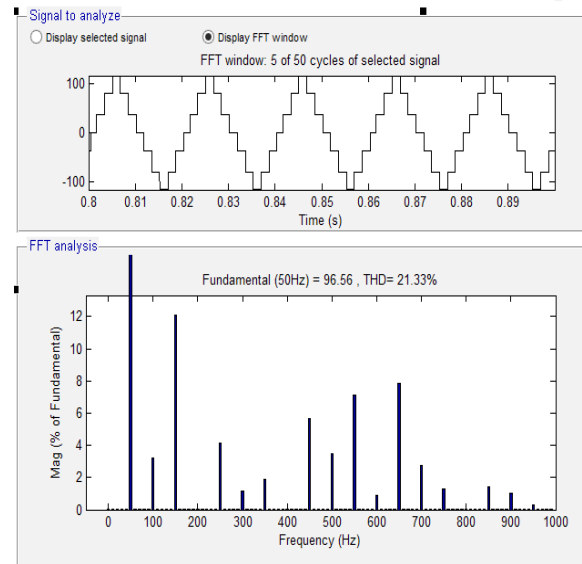 Signal to analyze
Display selected signal Display FFT window
FFT window: 5 of 50 cycles of selected signal
100
0
-100
0.8 0.81 0.82 0.83 0.84 0.85 0.86 0.87 0.88 0.89
Time (s)
FFT analysis
Fundamental (50Hz) = 96.56 , THD= 21.33%
Mag (% of Fundamental)
12
10
8
6
4
2
0
0 100 200 300 400 500 600 700 800 900 1000
Frequency (Hz)